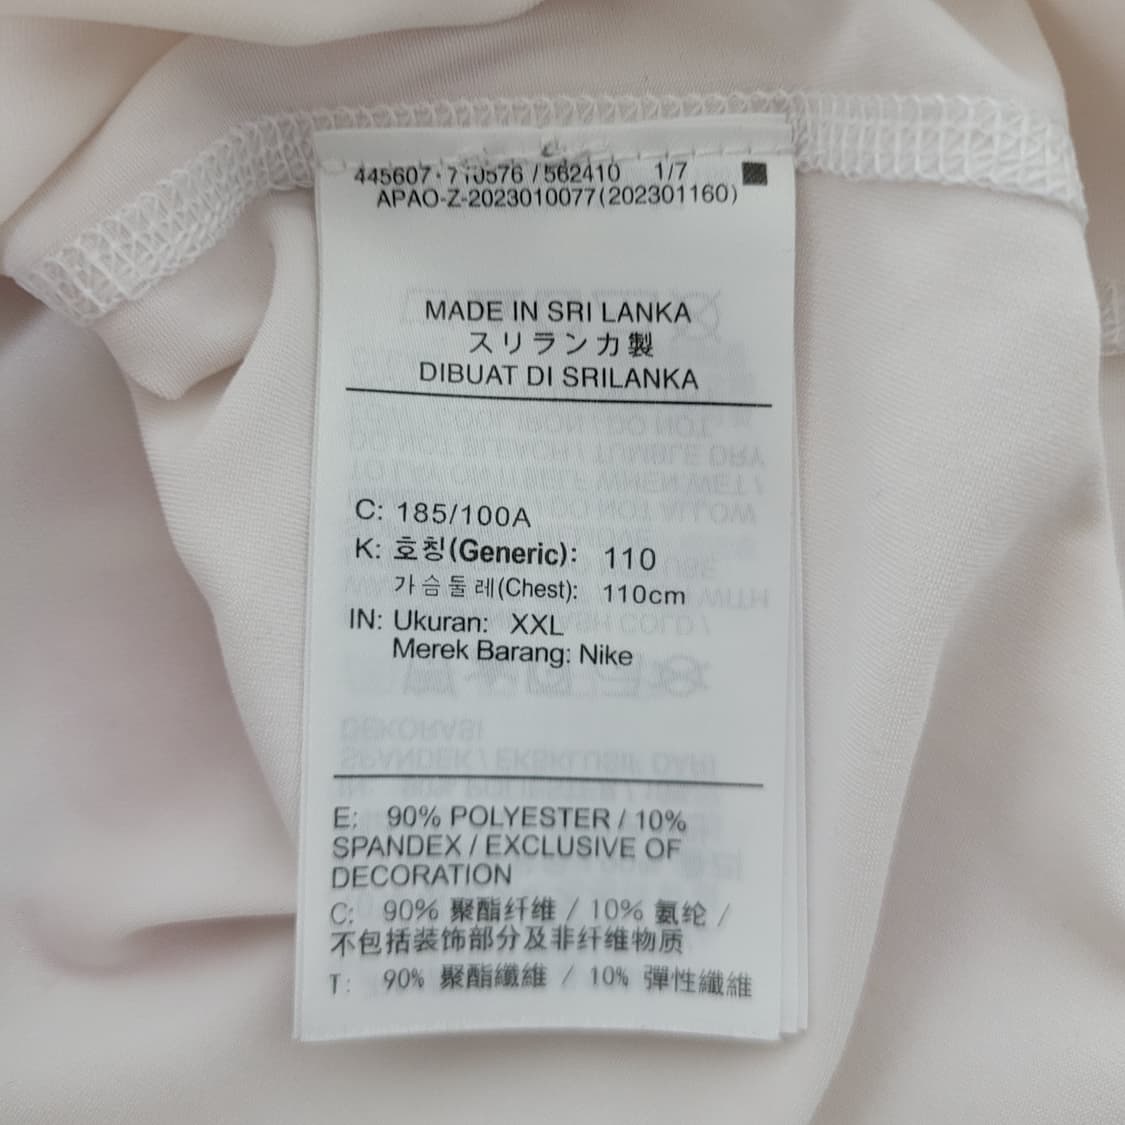 445607-710576 / 562410 1/7
APAO-Z-2023010077(202301160)
MADE IN SRI LANKA
スリランカ製
DIBUAT DI SRILANKA
C: 185/100A
K: 호칭(Generic): 110
가슴둘레(Chest): 110cm
IN: Ukuran: XXL
Merek Barang: Nike
E: 90% POLYESTER / 10%
SPANDEX / EXCLUSIVE OF
DECORATION
C: 90% 聚酯纤维 / 10% 氨纶 /
不包括装饰部分及非纤维物质
T: 90% 聚酯纖維 / 10% 彈性纖維